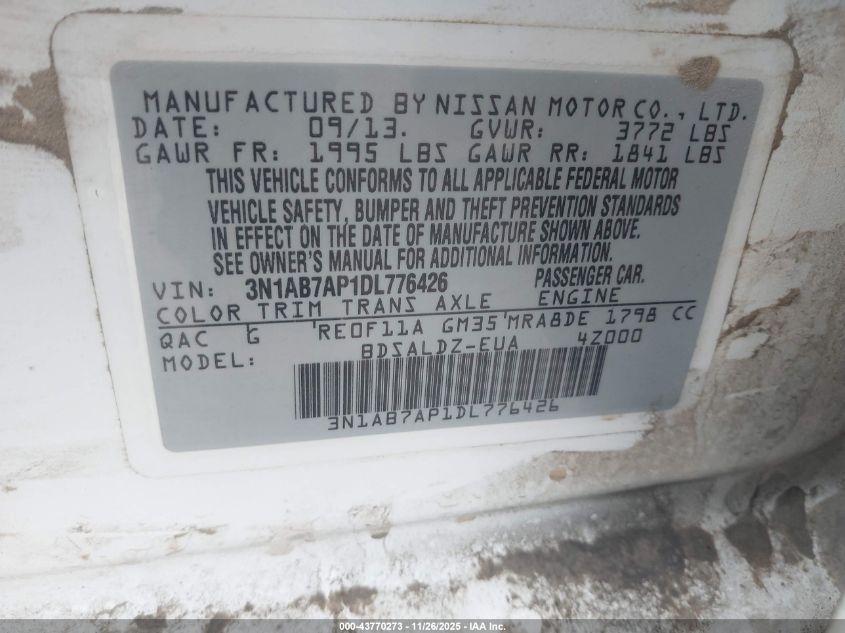 MANUFACTURED BY NISSAN MOTOR CO., LTD.
DATE: 09/13. GVWR: 3772 LBS
GAWR FR: 1995 LBS GAWR RR: 1841 LBS
THIS VEHICLE CONFORMS TO ALL APPLICABLE FEDERAL MOTOR
VEHICLE SAFETY, BUMPER AND THEFT PREVENTION STANDARDS
IN EFFECT ON THE DATE OF MANUFACTURE SHOWN ABOVE.
SEE OWNER'S MANUAL FOR ADDITIONAL INFORMATION.
VIN: 3N1AB7AP1DL776426 PASSENGER CAR.
COLOR TRIM TRANS AXLE ENGINE
QAC G 'RE0F11A GM35'MRA8DE 1798 CC
MODEL: BDSALDZ-EUA 4Z000
3N1AB7AP1DL776426
000-43770273 - 11/26/2025 - IAA Inc.